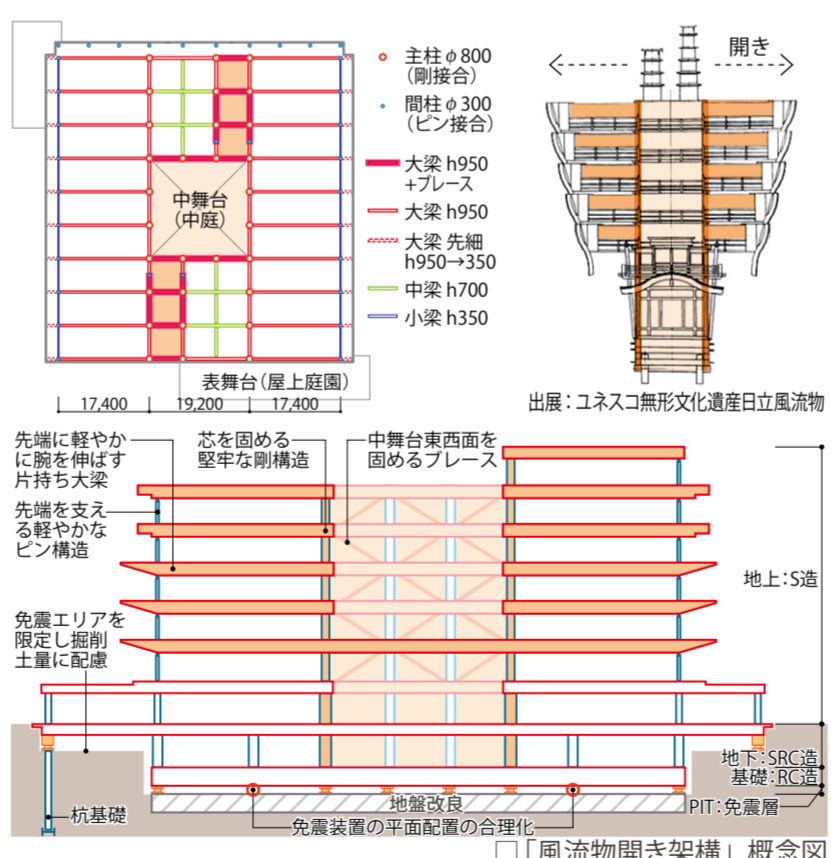 主柱φ800
（剛接合）
間柱φ300
（ピン接合）
大梁 h950
+ブレース
大梁 h950
大梁 先細
h950→350
中梁 h700
小梁 h350
中舞台
（中庭）
表舞台（屋上庭園）
17,400
19,200
17,400
開き
出展：ユネスコ無形文化遺産日立風流物
先端に軽やか
に腕を伸ばす
片持ち大梁
芯を固める
堅牢な剛構造
中舞台東西面を
固めるブレース
先端を支え
る軽やかな
ピン構造
免震エリアを
限定し掘削
土量に配慮
地上：S造
地下：SRC造
基礎：RC造
PIT：免震層
地盤改良
杭基礎
免震装置の平面配置の合理化
□「風流物開き架構」概念図